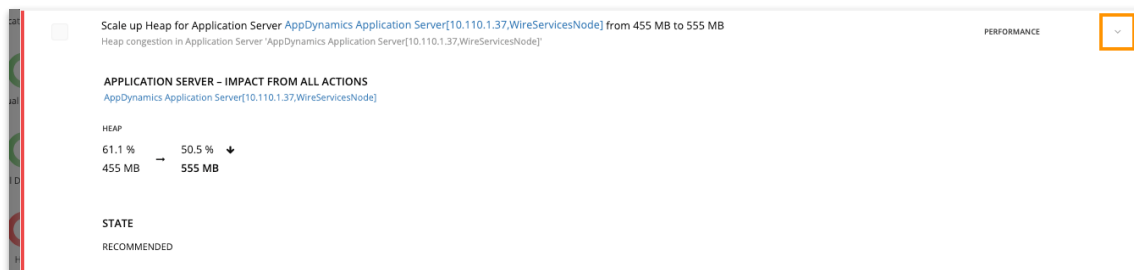 Scale up Heap for Application Server AppDynamics Application Server[10.110.1.37,WireServicesNode] from 455 MB to 555 MB
PERFORMANCE
Heap congestion in Application Server 'AppDynamics Application Server[10.110.1.37,WireServicesNode]'
APPLICATION SERVER – IMPACT FROM ALL ACTIONS
AppDynamics Application Server[10.110.1.37,WireServicesNode]
HEAP
61.1 % → 50.5 % ↓
455 MB 555 MB
STATE
RECOMMENDED